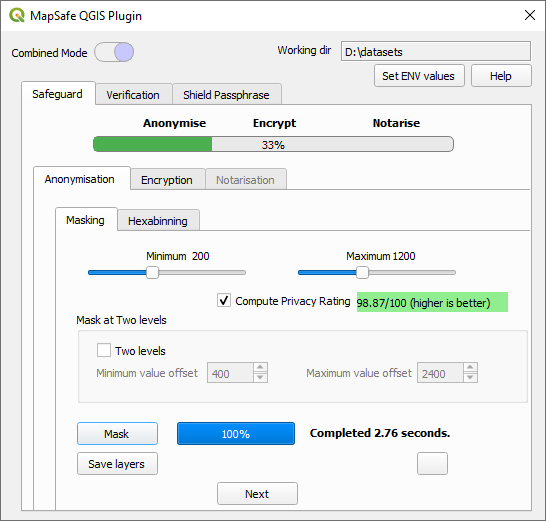 MapSafe QGIS Plugin
Combined Mode
Working dir D:\datasets
Set ENV values Help
Safeguard Verification Shield Passphrase
Anonymise Encrypt Notarise
33%
Anonymisation Encryption Notarisation
Masking Hexabinning
Minimum 200 Maximum 1200
Compute Privacy Rating 98.87/100 (higher is better)
Mask at Two levels
Two levels
Minimum value offset 400 Maximum value offset 2400
Mask 100% Completed 2.76 seconds.
Save layers
Next